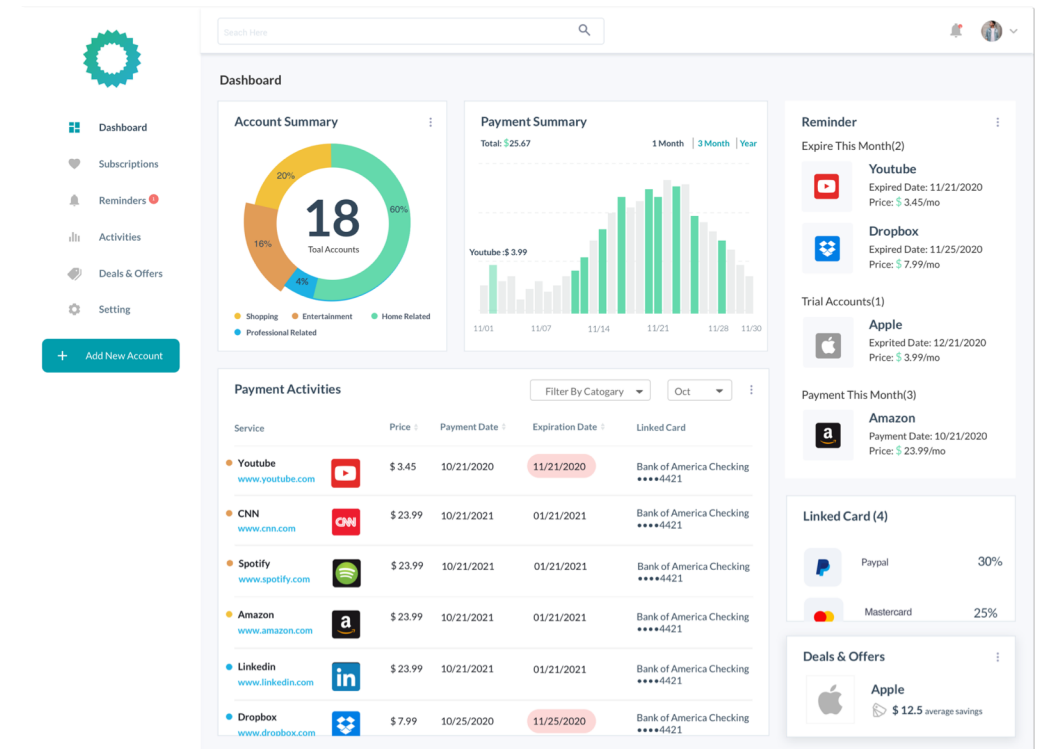 Seach Here
Dashboard
Subscriptions
Reminders
Activities
Deals & Offers
Setting
+ Add New Account
Dashboard
Account Summary
20%
60%
16%
4%
18
Toal Accounts
Shopping
Entertainment
Home Related
Professional Related
Payment Summary
Total: $25.67
1 Month | 3 Month | Year
Youtube :$ 3.99
11/01 11/07 11/14 11/21 11/28 11/30
Reminder
Expire This Month(2)
Youtube
Expired Date: 11/21/2020
Price: $ 3.45/mo
Dropbox
Expired Date: 11/25/2020
Price: $ 7.99/mo
Trial Accounts(1)
Apple
Exprited Date: 12/21/2020
Price: $ 3.99/mo
Payment This Month(3)
a
Amazon
Payment Date: 10/21/2020
Price: $ 23.99/mo
Payment Activities
Filter By Catogary
Oct
Service Price Payment Date Expiration Date Linked Card
Youtube $ 3.45 10/21/2020 11/21/2020 Bank of America Checking
www.youtube.com ••••4421
CNN CNN $ 23.99 10/21/2021 01/21/2021 Bank of America Checking
www.cnn.com ••••4421
Spotify $ 23.99 10/21/2021 01/21/2021 Bank of America Checking
www.spotify.com ••••4421
Amazon a $ 23.99 10/21/2021 01/21/2021 Bank of America Checking
www.amazon.com ••••4421
Linkedin in $ 23.99 10/21/2021 01/21/2021 Bank of America Checking
www.linkedin.com ••••4421
Dropbox $ 7.99 10/25/2020 11/25/2020 Bank of America Checking
www.dropbox.com ••••4421
Linked Card (4)
Paypal 30%
Mastercard 25%
Deals & Offers
Apple
$ 12.5 average savings